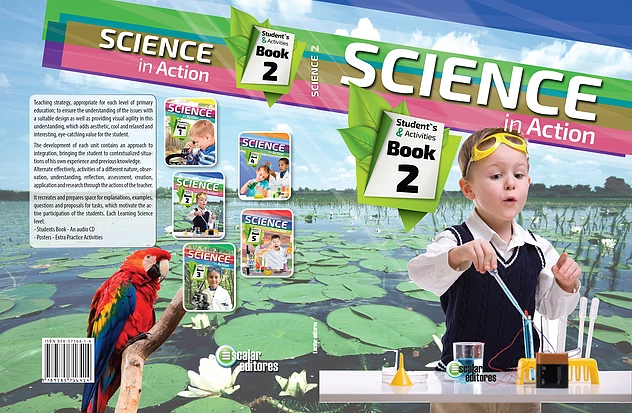 SCIENCE
in Action
Student`s
& Activities
Book
2
Teaching strategy, appropriate for each level of primary
education; to ensure the understanding of the issues with
a suitable design as well as providing visual agility in this
understanding, which adds asthetic, cool and relaxed and
interesting, eye-catching value for the student.
The development of each unit contains an approach to
integration, bringing the student to contextualized situa-
tions of his own experience and previous knowledge.
Alternate effectively, activities of a different nature, obser-
vation, understanding, reflection, assessment, creation,
application and research through the actions of the teacher.
It recreates and prepares space for explanations, examples,
questions and proposals for tasks, which motivate the ac-
tive participation of the students. Each Learning Science
level:
- Students Book - An audio CD
- Posters - Extra Practice Activities
SCIENCE
1
SCIENCE
SCIENCE
2
SCIENCE
5
SCIENCE
3
escalar
editores
SCIENCE 2
SCIENCE
in Action
Student`s
& Activities
Book
2
escalar
editores